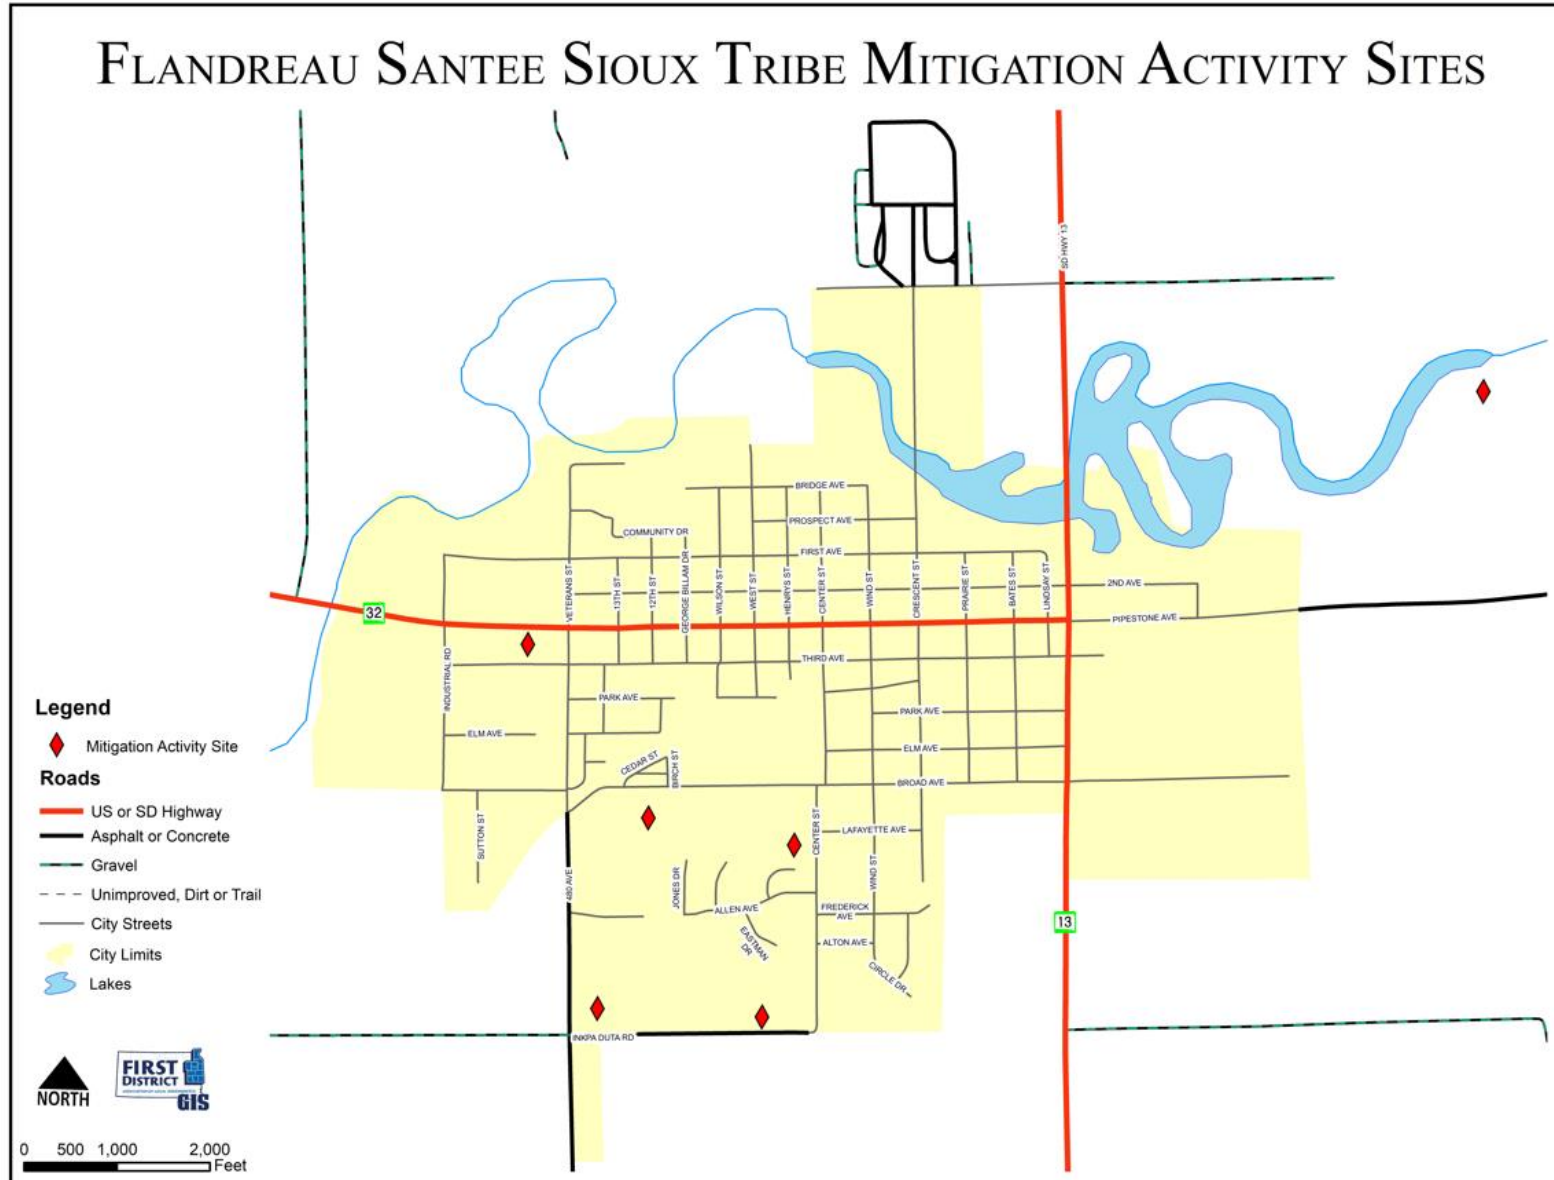 FLANDREAU SANTEE SIOUX TRIBE MITIGATION ACTIVITY SITES
SD HWY 13
BRIDGE AVE
PROSPECT AVE
COMMUNITY DR
FIRST AVE
VETERANS ST
13TH ST
12TH ST
GEORGE BILLAM DR
WILSON ST
WEST ST
HENRYS ST
CENTER ST
WIND ST
CRESCENT ST
PRAIRIE ST
BATES ST
LINDSAY ST
2ND AVE
32
PIPESTONE AVE
INDUSTRIAL RD
THIRD AVE
PARK AVE
PARK AVE
ELM AVE
ELM AVE
CEDAR ST
BIRCH ST
BROAD AVE
SUTTON ST
CENTER ST
LAFAYETTE AVE
WIND ST
480 AVE
JONES DR
ALLEN AVE
FREDERICK
AVE
EASTMAN
DR
ALTON AVE
CIRCLE DR
13
INKPA DUTA RD
Legend
Mitigation Activity Site
Roads
US or SD Highway
Asphalt or Concrete
Gravel
Unimproved, Dirt or Trail
City Streets
City Limits
Lakes
NORTH
FIRST
DISTRICT
GIS
0 500 1,000 2,000
Feet